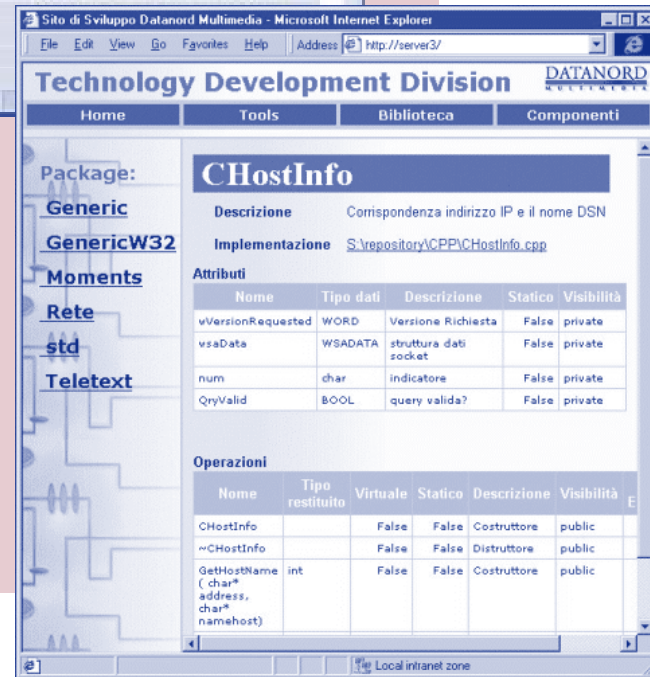 Sito di Sviluppo Datanord Multimedia - Microsoft Internet Explorer
File Edit View Go Favorites Help Address http://server3/
Technology Development Division DATANORD
MULTIMEDIA
Home Tools Biblioteca Componenti
Package:
Generic
GenericW32
Moments
Rete
std
Teletext
CHostInfo
Descrizione Corrispondenza indirizzo IP e il nome DSN
Implementazione S:\repository\CPP\CHostInfo.cpp
Attributi
Nome Tipo dati Descrizione Statico Visibilità
wVersionRequested WORD Versione Richiesta False private
wsaData WSADATA struttura dati False private
socket
num char indicatore False private
QryValid BOOL query valida? False private
Operazioni
Nome Tipo restituito Virtuale Statico Descrizione Visibilità E
CHostInfo False False Costruttore public
~CHostInfo False False Distruttore public
GetHostName int False False Costruttore public
( char*
address,
char*
namehost)
Local intranet zone